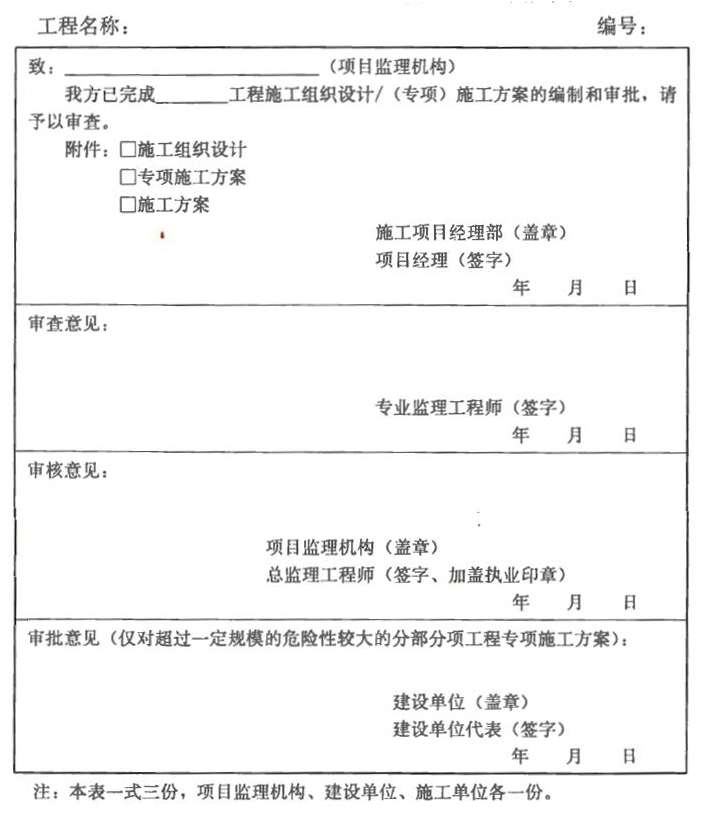 工程名称： 编号：
致：____________________（项目监理机构）
我方已完成______工程施工组织设计/（专项）施工方案的编制和审批，请
予以审查。
附件：□施工组织设计
□专项施工方案
□施工方案
施工项目经理部（盖章）
项目经理（签字）
年 月 日
审查意见：
专业监理工程师（签字）
年 月 日
审核意见：
项目监理机构（盖章）
总监理工程师（签字、加盖执业印章）
年 月 日
审批意见（仅对超过一定规模的危险性较大的分部分项工程专项施工方案）：
建设单位（盖章）
建设单位代表（签字）
年 月 日
注：本表一式三份，项目监理机构、建设单位、施工单位各一份。